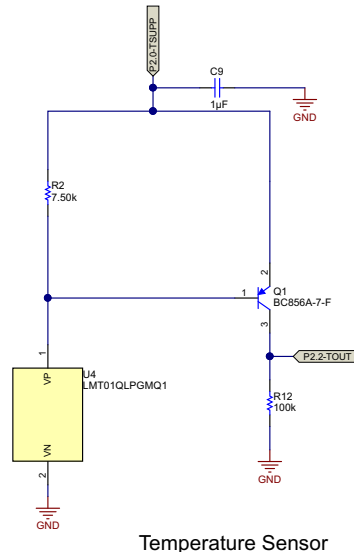 P2.0-TSUPP
C9
1µF
GND
R2
7.50k
2
Q1
BC856A-7-F
1
3
P2.2-TOUT
1
U4
LMT01QLPGMQ1
VP
VN
2
R12
100k
GND
GND
Temperature Sensor